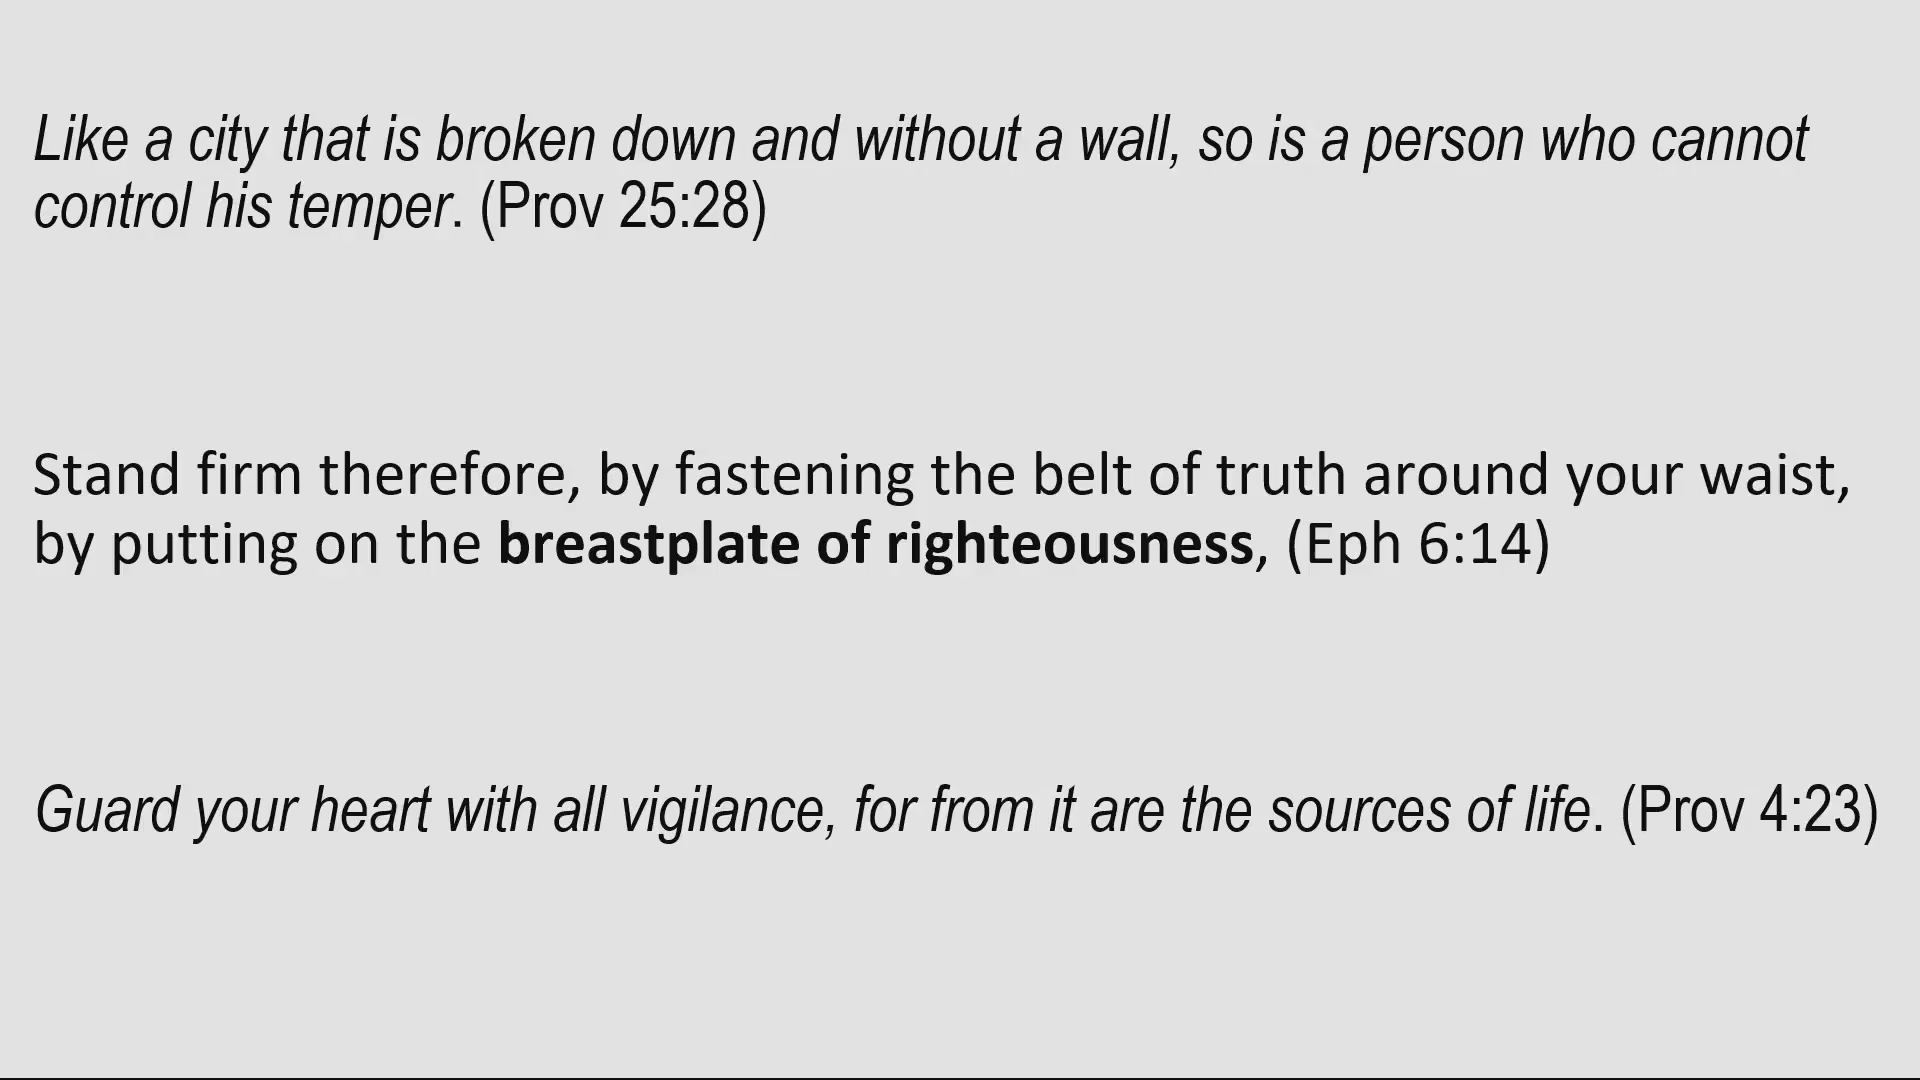 Like a city that is broken down and without a wall, so is a person who cannot
control his temper. (Prov 25:28)
Stand firm therefore, by fastening the belt of truth around your waist,
by putting on the breastplate of righteousness, (Eph 6:14)
Guard your heart with all vigilance, for from it are the sources of life. (Prov 4:23)